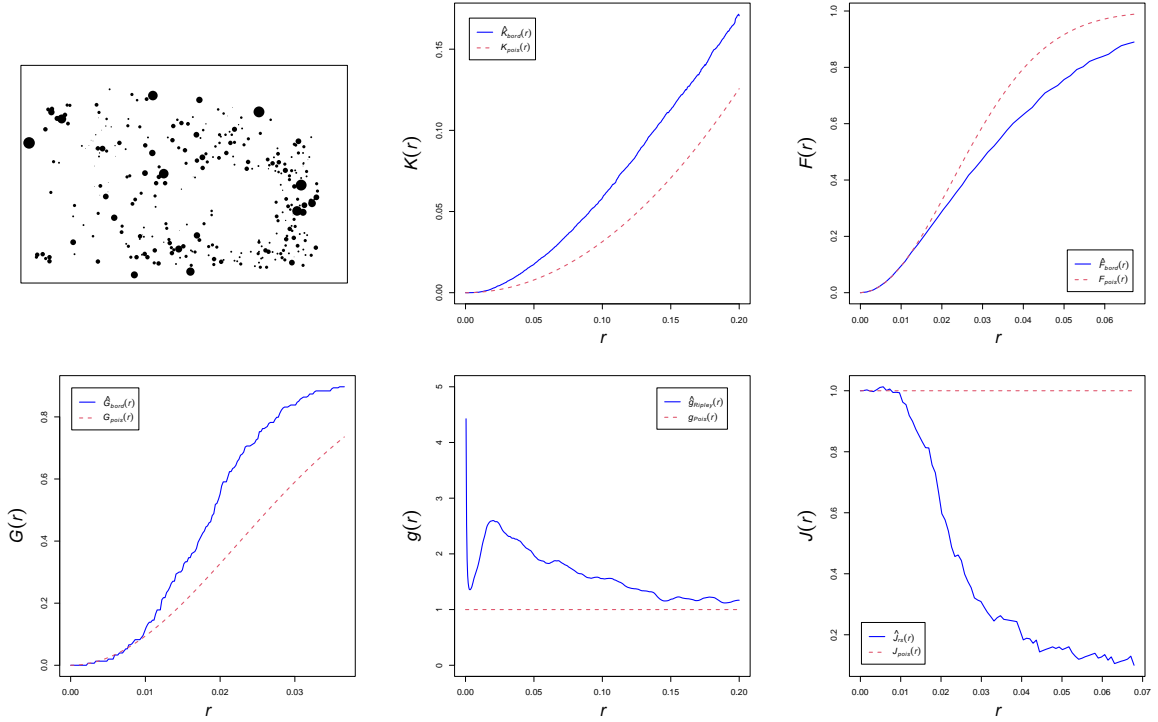 K(r)
0.00
0.05
0.10
0.15
K̂bord(r)
Kpois(r)
0.00
0.05
0.10
0.15
0.20
r
F(r)
0.0
0.2
0.4
0.6
0.8
1.0
F̂bord(r)
Fpois(r)
0.00
0.01
0.02
0.03
0.04
0.05
0.06
r
G(r)
0.0
0.2
0.4
0.6
0.8
Ĝbord(r)
Gpois(r)
0.00
0.01
0.02
0.03
r
g(r)
0
1
2
3
4
5
ĝRipley(r)
gPois(r)
0.00
0.05
0.10
0.15
0.20
r
J(r)
0.2
0.4
0.6
0.8
1.0
Ĵrs(r)
Jpois(r)
0.00
0.01
0.02
0.03
0.04
0.05
0.06
0.07
r